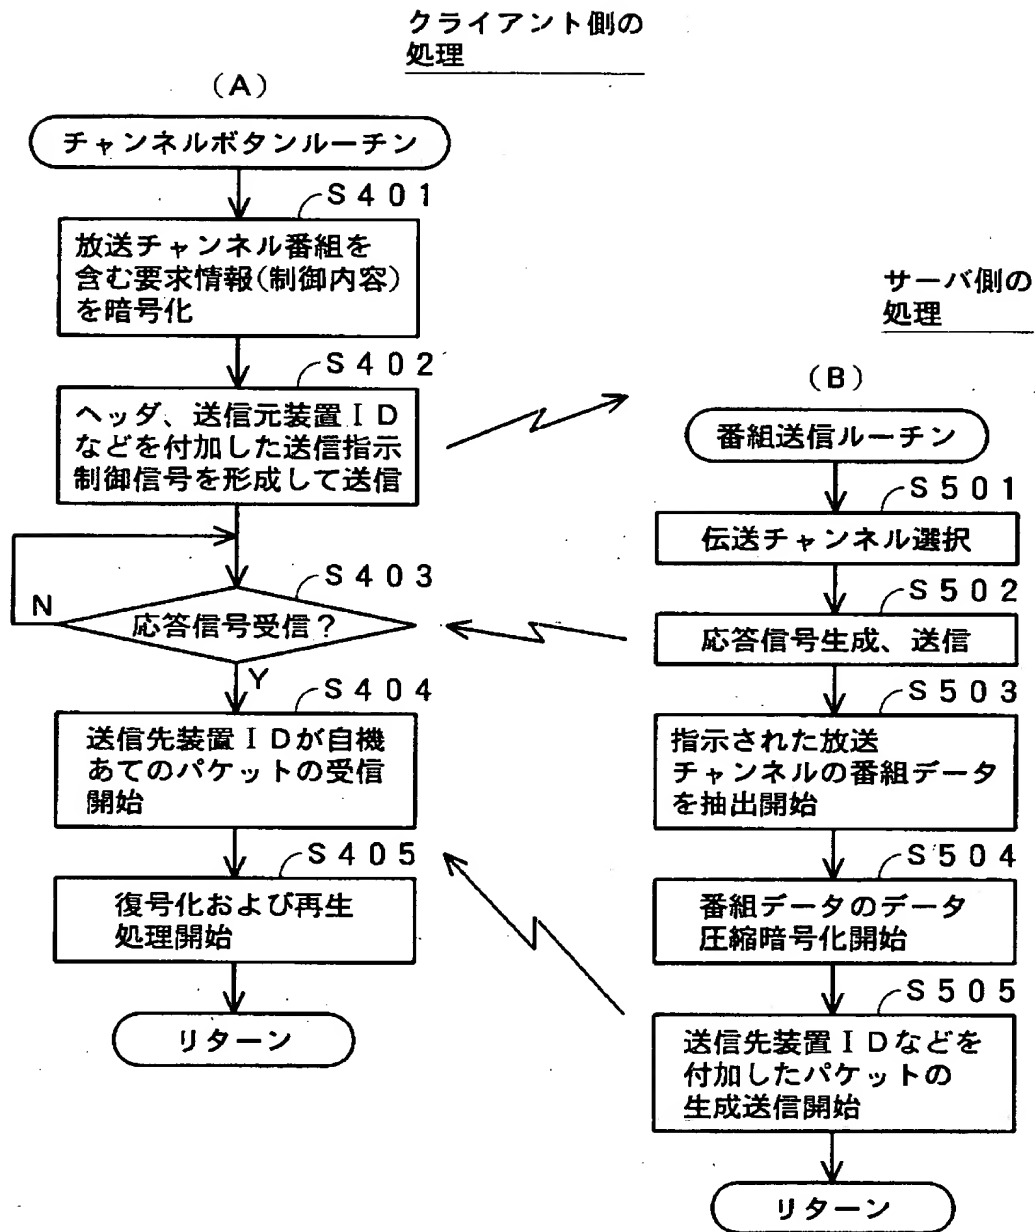 クライアント側の
処理
(A)
チャンネルボタンルーチン
S401
放送チャンネル番組を
含む要求情報(制御内容)
を暗号化
S402
ヘッダ、送信元装置ID
などを付加した送信指示
制御信号を形成して送信
S403
N
応答信号受信?
Y
S404
送信先装置IDが自機
あてのパケットの受信
開始
S405
復号化および再生
処理開始
リターン
サーバ側の
処理
(B)
番組送信ルーチン
S501
伝送チャンネル選択
S502
応答信号生成、送信
S503
指示された放送
チャンネルの番組データ
を抽出開始
S504
番組データのデータ
圧縮暗号化開始
S505
送信先装置IDなどを
付加したパケットの
生成送信開始
リターン